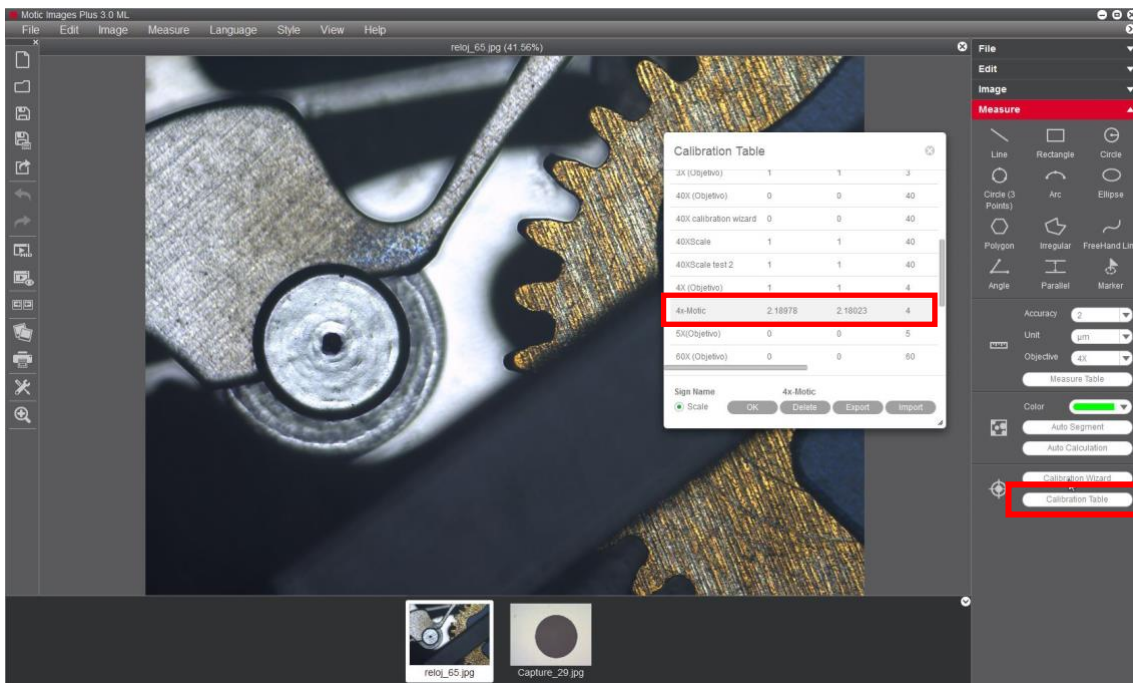 Motic Images Plus 3.0 ML
File Edit Image Measure Language Style View Help
reloj_65.jpg (41.56%)
File
Edit
Image
Measure
Line Rectangle Circle
Circle (3 Points) Arc Ellipse
Polygon Irregular FreeHand Lin
Angle Parallel Marker
Accuracy 2
Unit µm
Objective 4X
Measure Table
Color
Auto Segment
Auto Calculation
Calibration Wizard
Calibration Table
Calibration Table
3X (Objetivo) 1 1 3
40X (Objetivo) 0 0 40
40X calibration wizard 0 0 40
40XScale 1 1 40
40XScale test 2 1 1 40
4X (Objetivo) 1 1 4
4x-Motic 2.18978 2.18023 4
5X(Objetivo) 0 0 5
60X (Objetivo) 0 0 60
Sign Name 4x-Motic
Scale OK Delete Export Import
reloj_65.jpg Capture_29.jpg